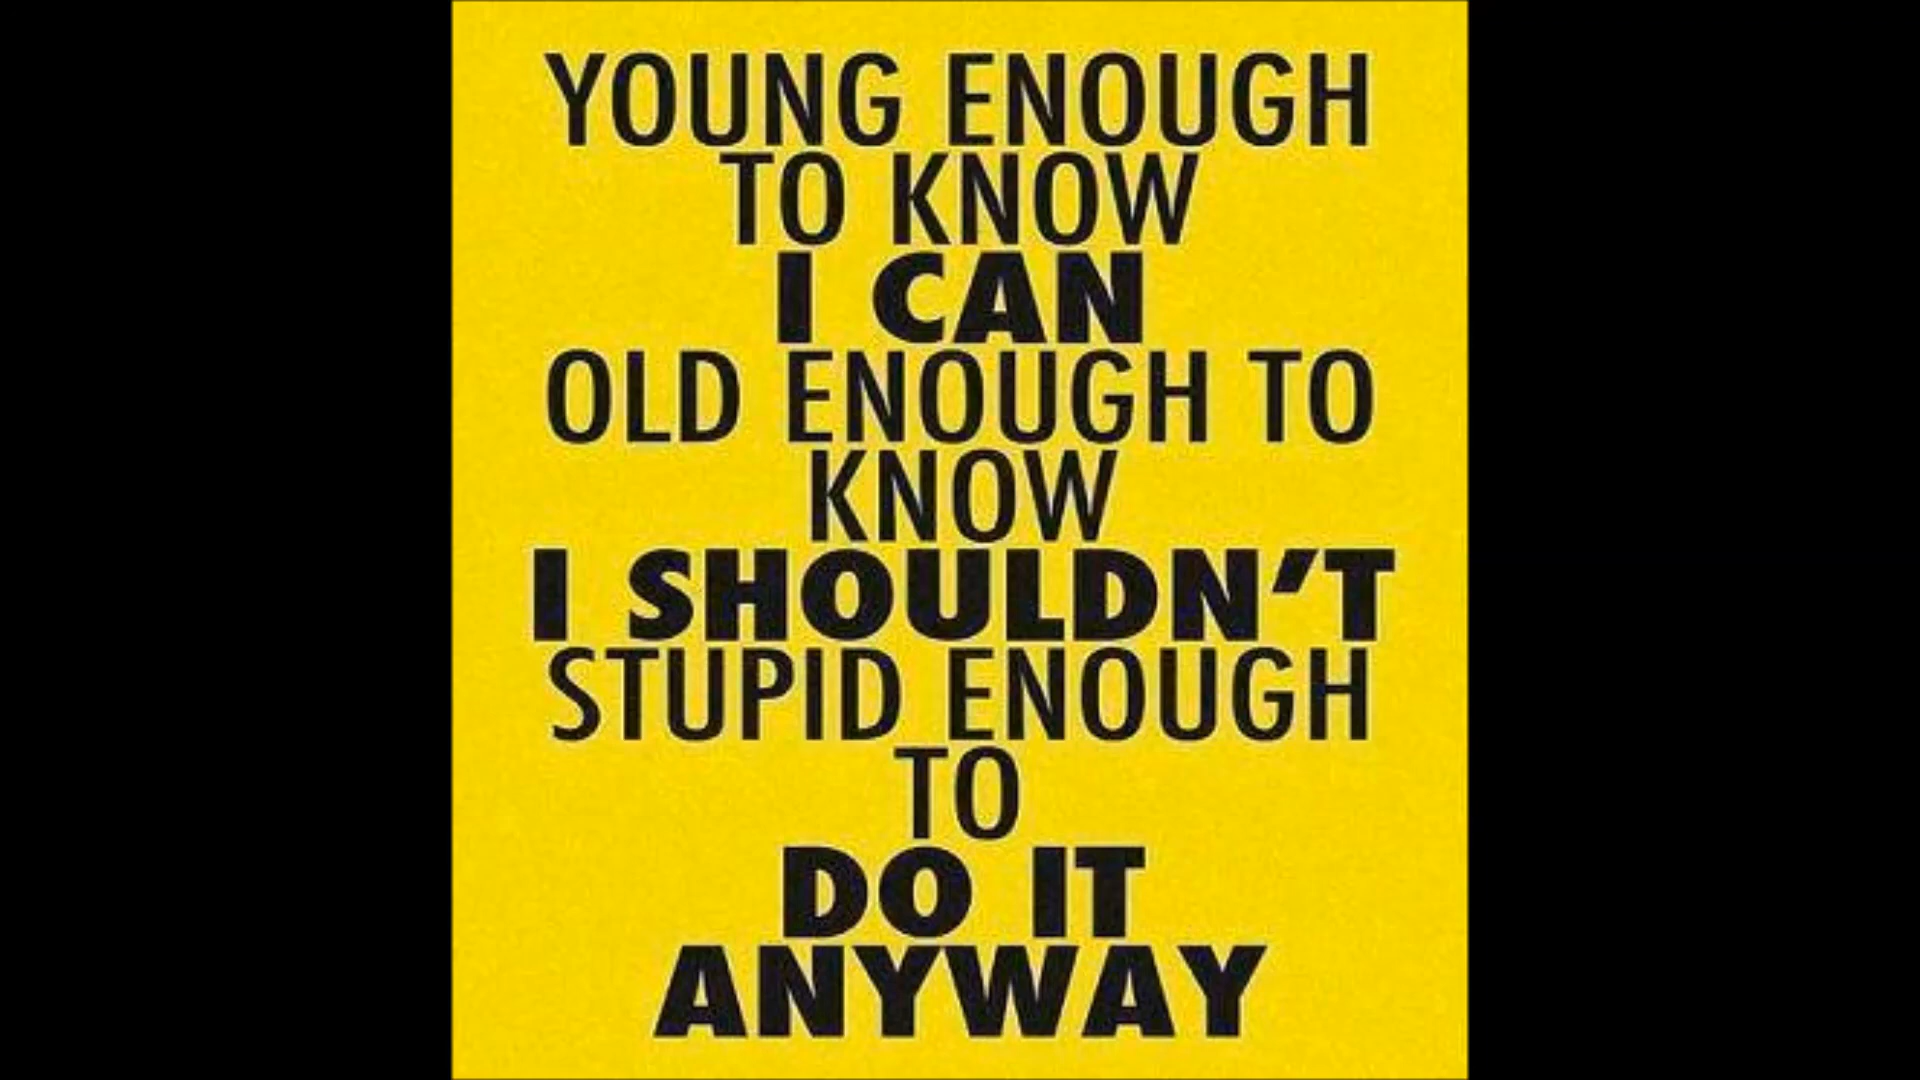 YOUNG ENOUGH
TO KNOW
I CAN
OLD ENOUGH TO
KNOW
I SHOULDN'T
STUPID ENOUGH
TO
DO IT
ANYWAY